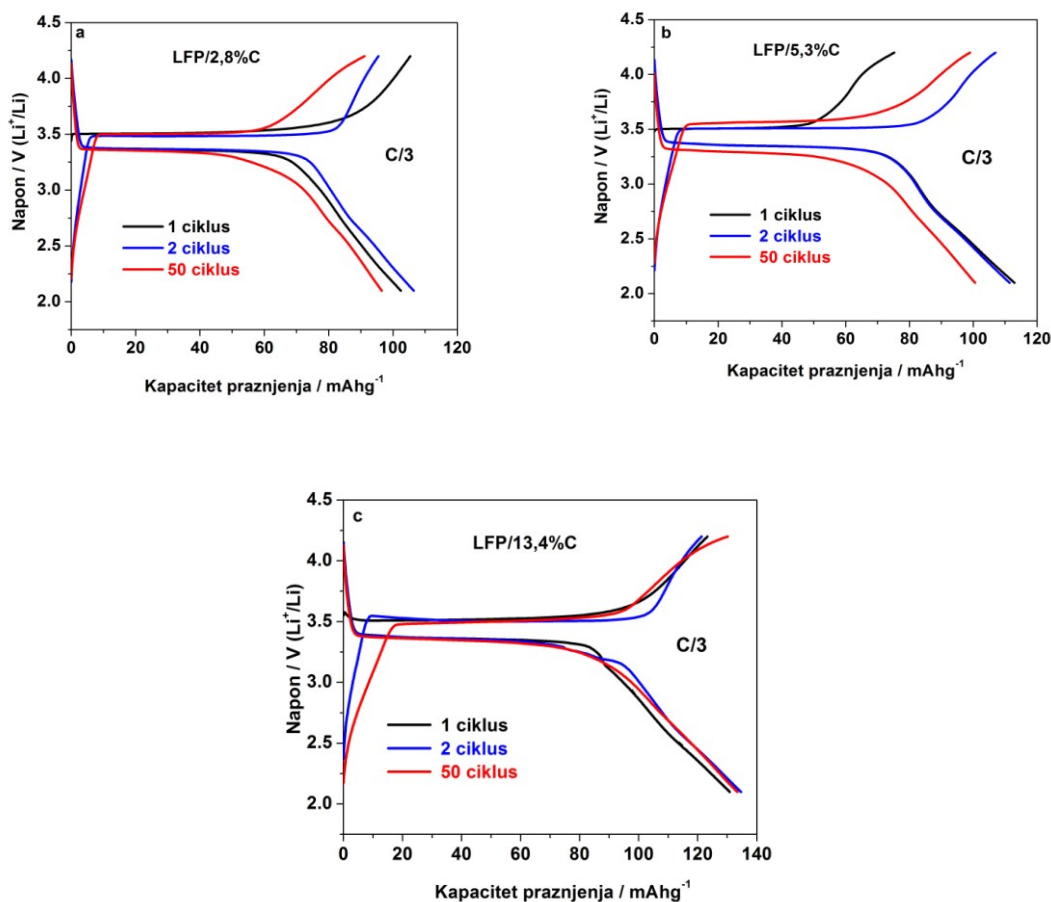 a
LFP/2,8%C
C/3
1 ciklus
2 ciklus
50 ciklus
4.5
4.0
3.5
3.0
2.5
2.0
Napon / V (Li⁺/Li)
0 20 40 60 80 100 120
Kapacitet praznjenja / mAhg⁻¹
b
LFP/5,3%C
C/3
1 ciklus
2 ciklus
50 ciklus
4.5
4.0
3.5
3.0
2.5
2.0
Napon / V (Li⁺/Li)
0 20 40 60 80 100 120
Kapacitet praznjenja / mAhg⁻¹
c
LFP/13,4%C
C/3
1 ciklus
2 ciklus
50 ciklus
4.5
4.0
3.5
3.0
2.5
2.0
Napon / V (Li⁺/Li)
0 20 40 60 80 100 120 140
Kapacitet praznjenja / mAhg⁻¹